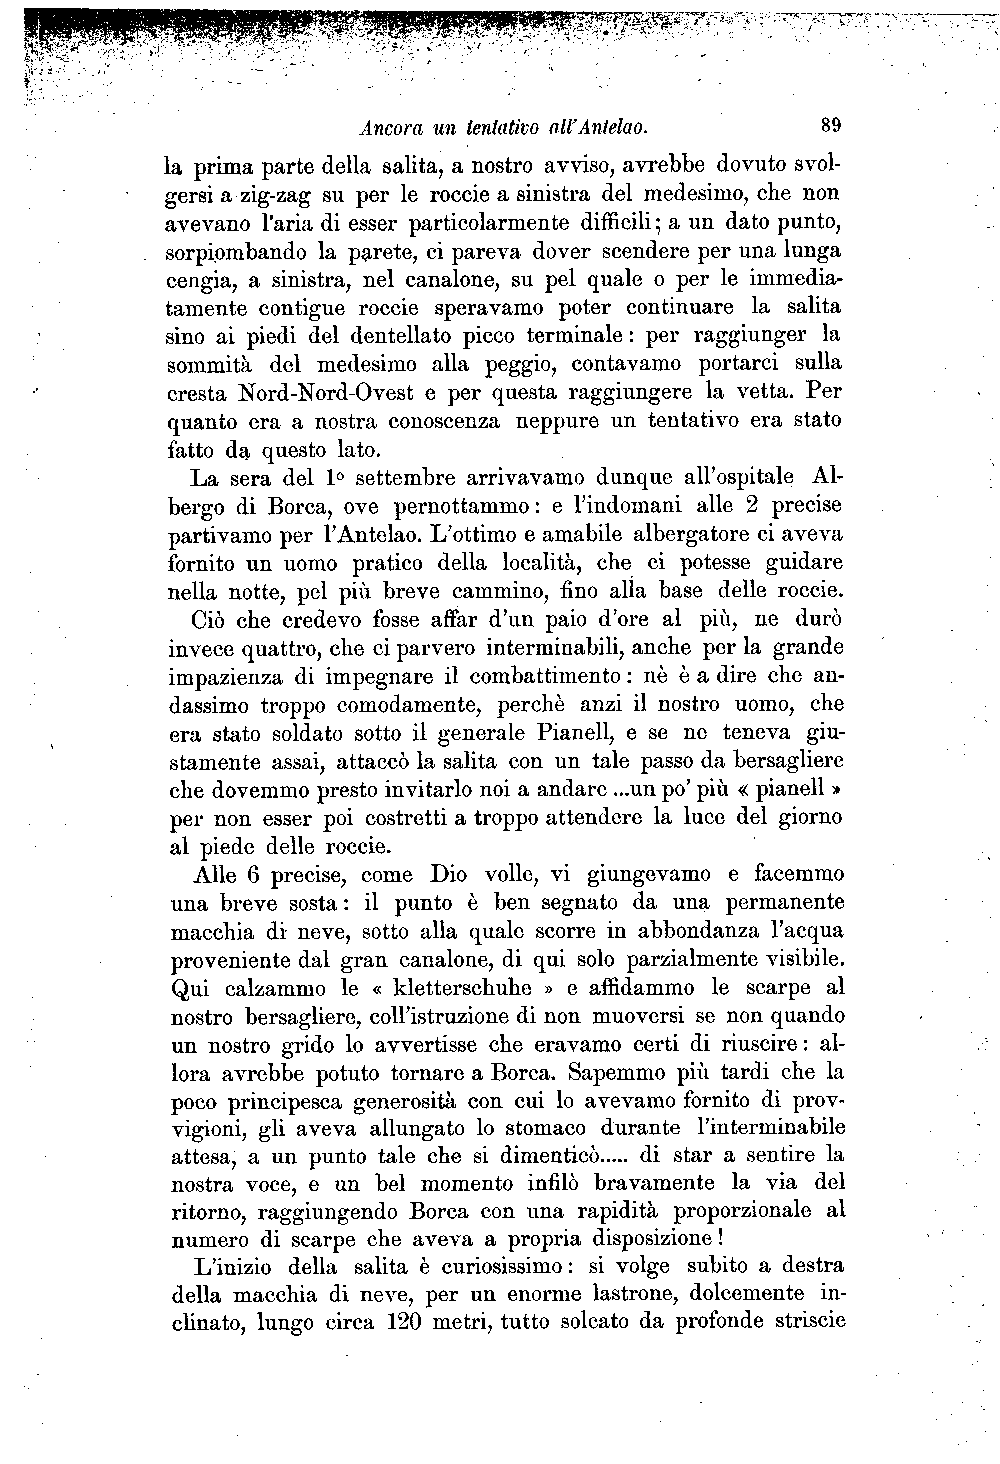 Ancora un tentativo all'Antelao. 89
la prima parte della salita, a nostro avviso, avrebbe dovuto svol-
gersi a zig-zag su per le roccie a sinistra del medesimo, che non
avevano l'aria di esser particolarmente difficili; a un dato punto,
sorpiombando la parete, ci pareva dover scendere per una lunga
cengia, a sinistra, nel canalone, su pel quale o per le immedia-
tamente contigue roccie speravamo poter continuare la salita
sino ai piedi del dentellato picco terminale: per raggiunger la
sommità del medesimo alla peggio, contavamo portarci sulla
cresta Nord-Nord-Ovest e per questa raggiungere la vetta. Per
quanto era a nostra conoscenza neppure un tentativo era stato
fatto da questo lato.
La sera del 1º settembre arrivavamo dunque all'ospitale Al-
bergo di Borca, ove pernottammo: e l'indomani alle 2 precise
partivamo per l'Antelao. L'ottimo e amabile albergatore ci aveva
fornito un uomo pratico della località, che ci potesse guidare
nella notte, pel più breve cammino, fino alla base delle roccie.
Ciò che credevo fosse affar d'un paio d'ore al più, ne durò
invece quattro, che ci parvero interminabili, anche per la grande
impazienza di impegnare il combattimento: nè è a dire che an-
dassimo troppo comodamente, perchè anzi il nostro uomo, che
era stato soldato sotto il generale Pianell, e se ne teneva giu-
stamente assai, attaccò la salita con un tale passo da bersagliere
che dovemmo presto invitarlo noi a andare ...un po' più « pianell »
per non esser poi costretti a troppo attendere la luce del giorno
al piede delle roccie.
Alle 6 precise, come Dio volle, vi giungevamo e facemmo
una breve sosta: il punto è ben segnato da una permanente
macchia di neve, sotto alla quale scorre in abbondanza l'acqua
proveniente dal gran canalone, di qui solo parzialmente visibile.
Qui calzammo le « kletterschuhe » e affidammo le scarpe al
nostro bersagliere, coll'istruzione di non muoversi se non quando
un nostro grido lo avvertisse che eravamo certi di riuscire: al-
lora avrebbe potuto tornare a Borca. Sapemmo più tardi che la
poco principesca generosità con cui lo avevamo fornito di prov-
vigioni, gli aveva allungato lo stomaco durante l'interminabile
attesa, a un punto tale che si dimenticò..... di star a sentire la
nostra voce, e un bel momento infilò bravamente la via del
ritorno, raggiungendo Borca con una rapidità proporzionale al
numero di scarpe che aveva a propria disposizione!
L'inizio della salita è curiosissimo: si volge subito a destra
della macchia di neve, per un enorme lastrone, dolcemente in-
clinato, lungo circa 120 metri, tutto solcato da profonde striscie